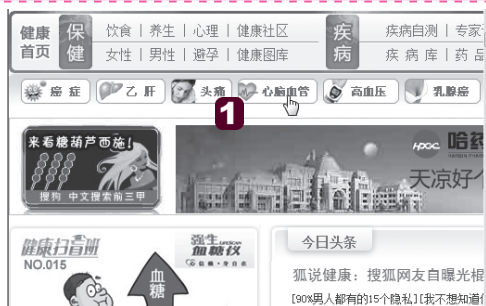 健康 保 饮食 | 养生 | 心理 | 健康社区 疾 疾病自测 | 专家
首页 健 女性 | 男性 | 避孕 | 健康图库 病 疾 病 库 | 药 品
癌 症 乙 肝 头 痛 心脑血管 高血压 乳腺癌
1
来看糖葫芦西施!
搜狗 中文搜索前三甲
HPGC 哈药
天凉好个
健康扫盲班
NO.015
血糖
强生
血糖仪
今日头条
狐说健康：搜狐网友自曝光棍
[90%男人都有的15个隐私][我不想知道